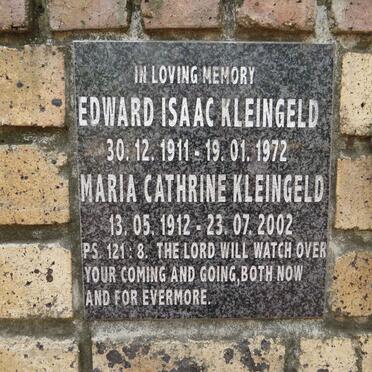 IN LOVING MEMORY
EDWARD ISAAC KLEINGELD
30. 12. 1911 - 19. 01. 1972
MARIA CATHRINE KLEINGELD
13. 05. 1912 - 23. 07. 2002
PS. 121 : 8. THE LORD WILL WATCH OVER
YOUR COMING AND GOING, BOTH NOW
AND FOR EVERMORE.